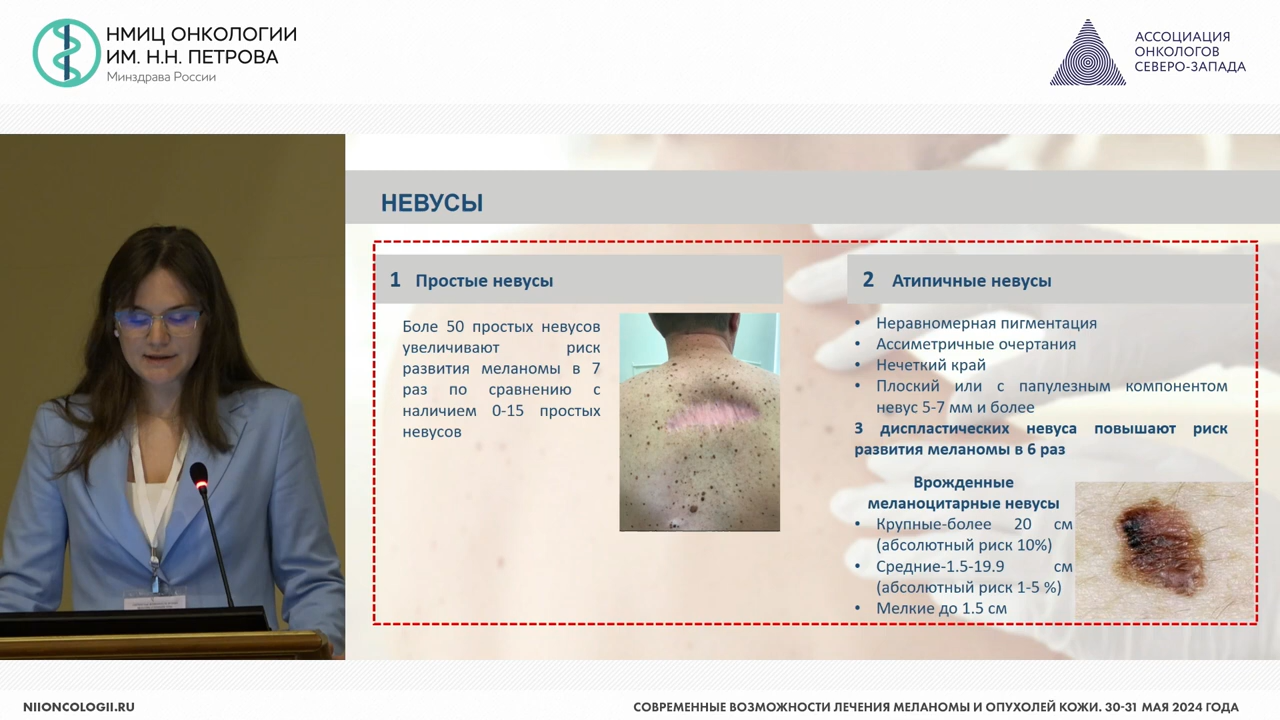 НМИЦ ОНКОЛОГИИ
ИМ. Н.Н. ПЕТРОВА
Минздрава России
АССОЦИАЦИЯ
ОНКОЛОГОВ
СЕВЕРО-ЗАПАДА
НЕВУСЫ
1 Простые невусы
Боле 50 простых невусов
увеличивают риск
развития меланомы в 7
раз по сравнению с
наличием 0-15 простых
невусов
2 Атипичные невусы
• Неравномерная пигментация
• Ассиметричные очертания
• Нечеткий край
• Плоский или с папулезным компонентом
невус 5-7 мм и более
3 диспластических невуса повышают риск
развития меланомы в 6 раз
Врожденные
меланоцитарные невусы
• Крупные-более 20 см
(абсолютный риск 10%)
• Средние-1.5-19.9 см
(абсолютный риск 1-5 %)
• Мелкие до 1.5 см
NIIONCOLOGII.RU
СОВРЕМЕННЫЕ ВОЗМОЖНОСТИ ЛЕЧЕНИЯ МЕЛАНОМЫ И ОПУХОЛЕЙ КОЖИ. 30-31 МАЯ 2024 ГОДА